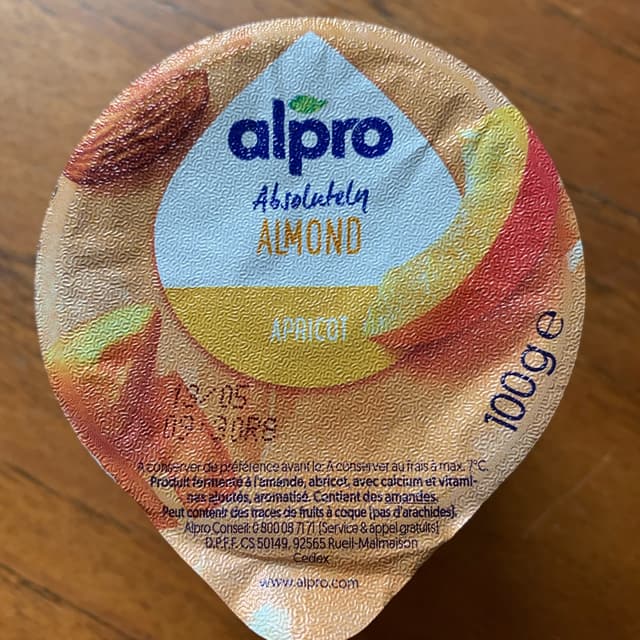 alpro
Absolutely
ALMOND
APRICOT
100g e
13/05
09:30R8
A conserver de préférence avant le: A conserver au frais à max. 7°C.
Produit fermenté à l'amande, abricot, avec calcium et vitami-
nes ajoutés, aromatisé. Contient des amandes.
Peut contenir des traces de fruits à coque (pas d'arachides).
Alpro Conseil: 0 800 08 71 71 (Service & appel gratuits)
D.P.F.F. CS 50149, 92565 Rueil-Malmaison
Cedex
www.alpro.com